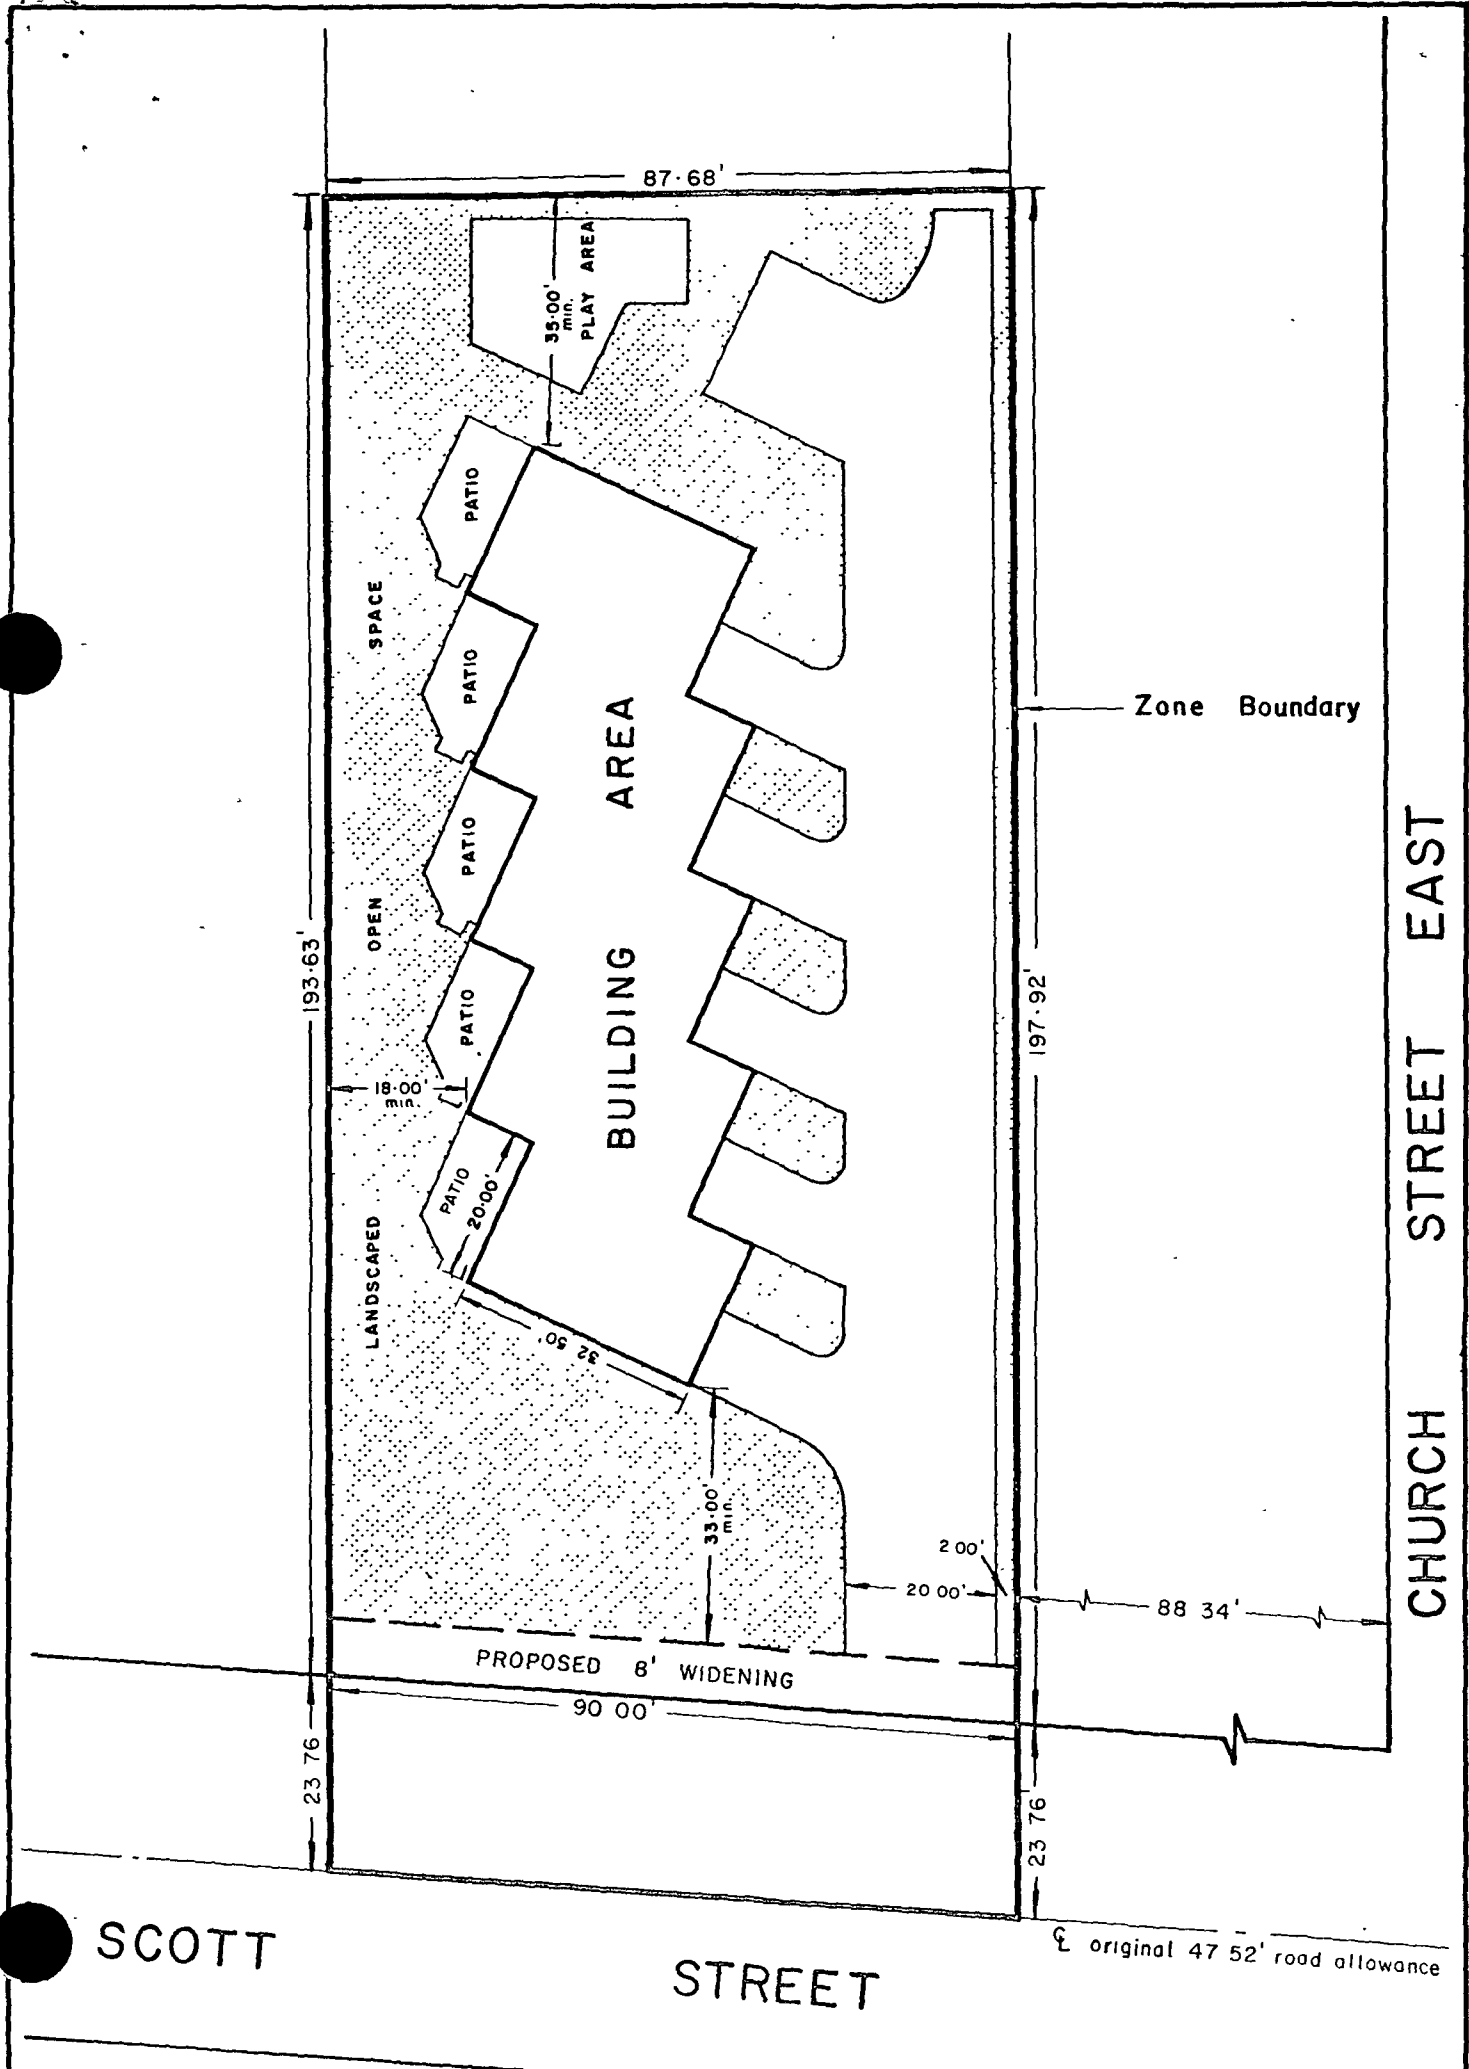 87·68'
35·00'
min.
PLAY AREA
PATIO
SPACE
PATIO
Zone Boundary
AREA
PATIO
OPEN
193·63'
PATIO
BUILDING
197·92'
18·00'
min.
PATIO
20·00'
LANDSCAPED
32 50'
33·00'
min.
2 00'
20 00'
88 34'
CHURCH STREET EAST
PROPOSED 8' WIDENING
90 00'
23 76
23 76'
℄ original 47 52' road allowance
SCOTT STREET